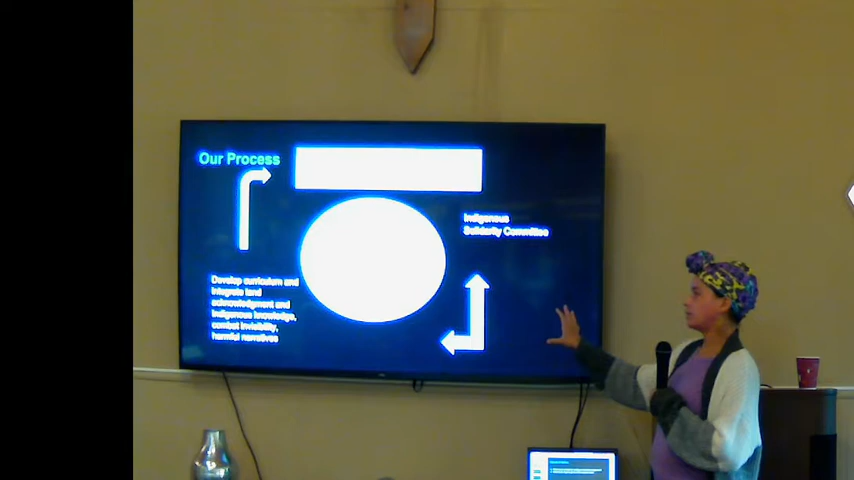 Our Process
Indigenous
Solidarity Committee
Develop curriculum and
integrate land
acknowledgment and
indigenous knowledge,
combat invisibility,
harmful narratives